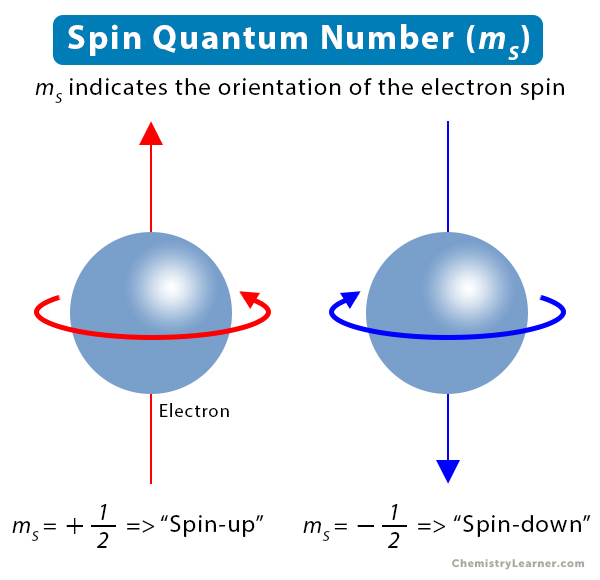 Spin Quantum Number (mₛ)
mₛ indicates the orientation of the electron spin
Electron
mₛ = + 1/2 => “Spin-up”
mₛ = − 1/2 => “Spin-down”
ChemistryLearner.com